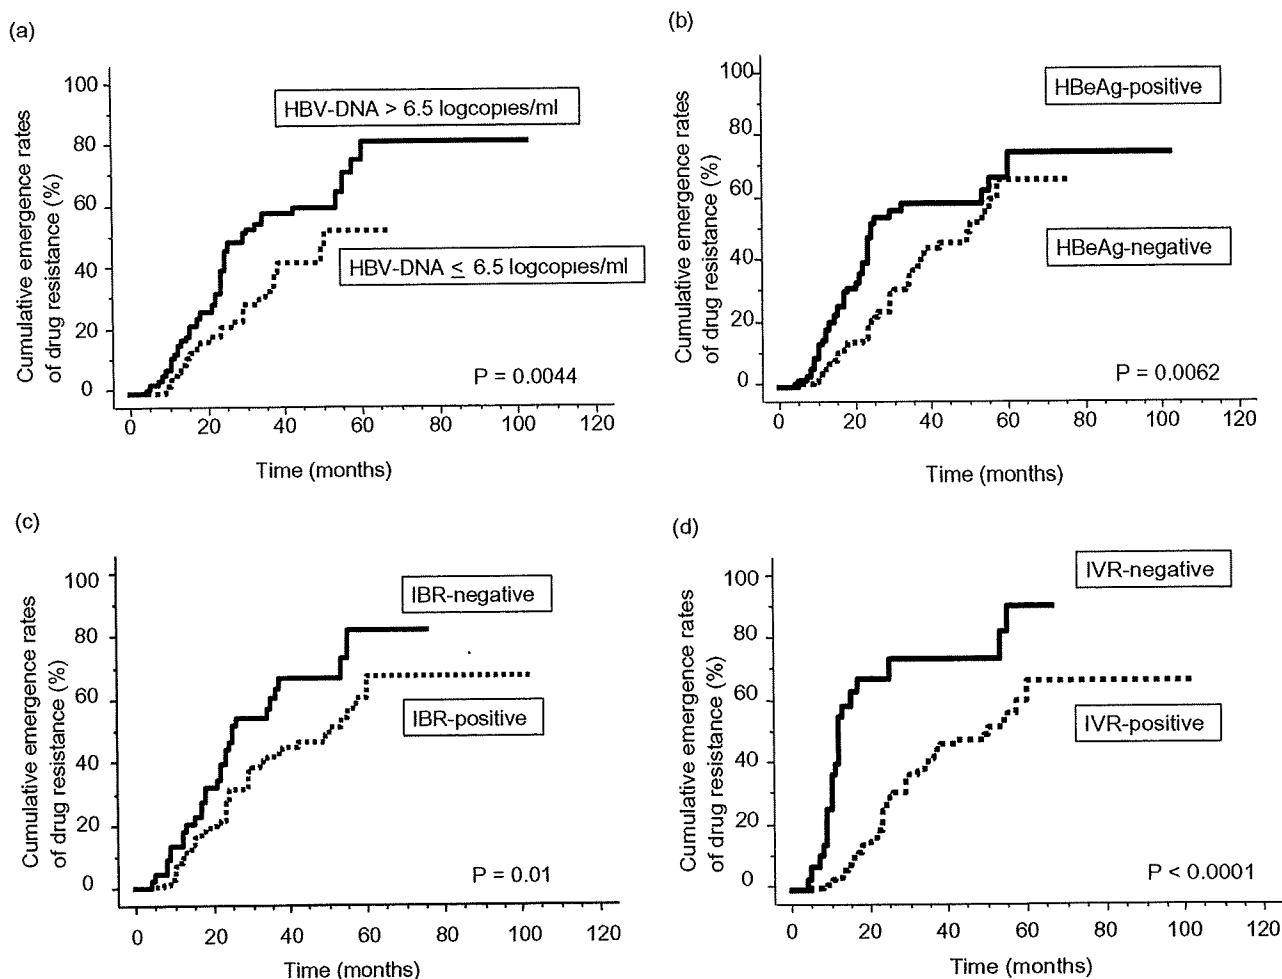 (a)
Cumulative emergence rates
of drug resistance (%)
100
80
60
40
20
0
HBV-DNA > 6.5 logcopies/ml
HBV-DNA ≤ 6.5 logcopies/ml
P = 0.0044
0 20 40 60 80 100 120
Time (months)
(b)
Cumulative emergence rates
of drug resistance (%)
100
80
60
40
20
0
HBeAg-positive
HBeAg-negative
P = 0.0062
0 20 40 60 80 100 120
Time (months)
(c)
Cumulative emergence rates
of drug resistance (%)
100
80
60
40
20
0
IBR-negative
IBR-positive
P = 0.01
0 20 40 60 80 100 120
Time (months)
(d)
Cumulative emergence rates
of drug resistance (%)
100
80
60
40
20
0
IVR-negative
IVR-positive
P < 0.0001
0 20 40 60 80 100 120
Time (months)